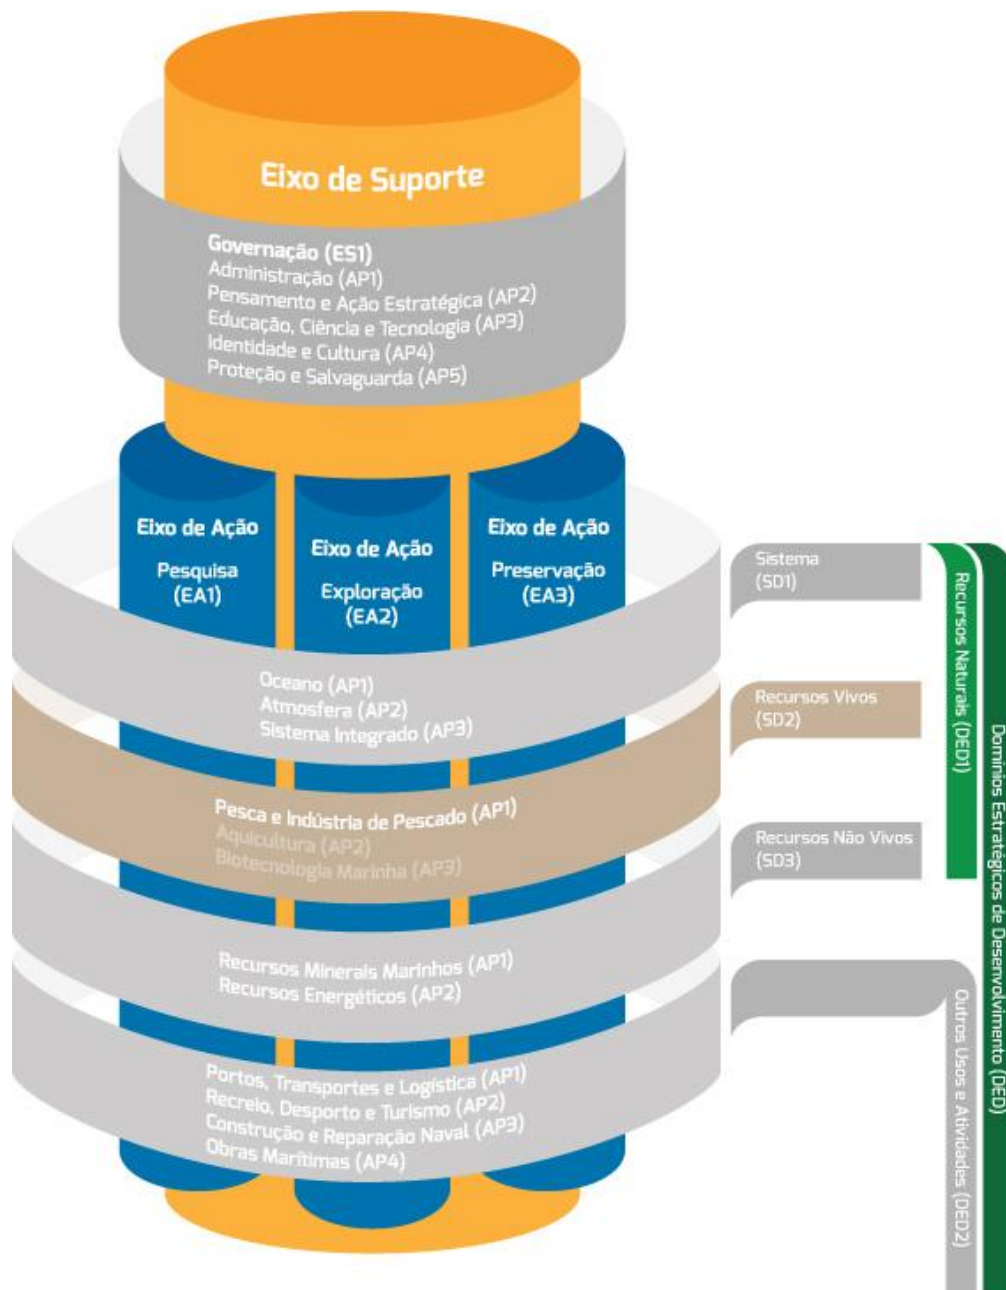 Eixo de Suporte
Governação (ES1)
Administração (AP1)
Pensamento e Ação Estratégica (AP2)
Educação, Ciência e Tecnologia (AP3)
Identidade e Cultura (AP4)
Proteção e Salvaguarda (AP5)
Eixo de Ação
Pesquisa
(EA1)
Eixo de Ação
Exploração
(EA2)
Eixo de Ação
Preservação
(EA3)
Oceano (AP1)
Atmosfera (AP2)
Sistema Integrado (AP3)
Pesca e Indústria de Pescado (AP1)
Aquicultura (AP2)
Biotecnologia Marinha (AP3)
Recursos Minerais Marinhos (AP1)
Recursos Energéticos (AP2)
Portos, Transportes e Logística (AP1)
Recreio, Desporto e Turismo (AP2)
Construção e Reparação Naval (AP3)
Obras Marítimas (AP4)
Sistema
(SD1)
Recursos Vivos
(SD2)
Recursos Não Vivos
(SD3)
Recursos Naturais (DED1)
Outros Usos e Atividades (DED2)
Domínios Estratégicos de Desenvolvimento (DED)